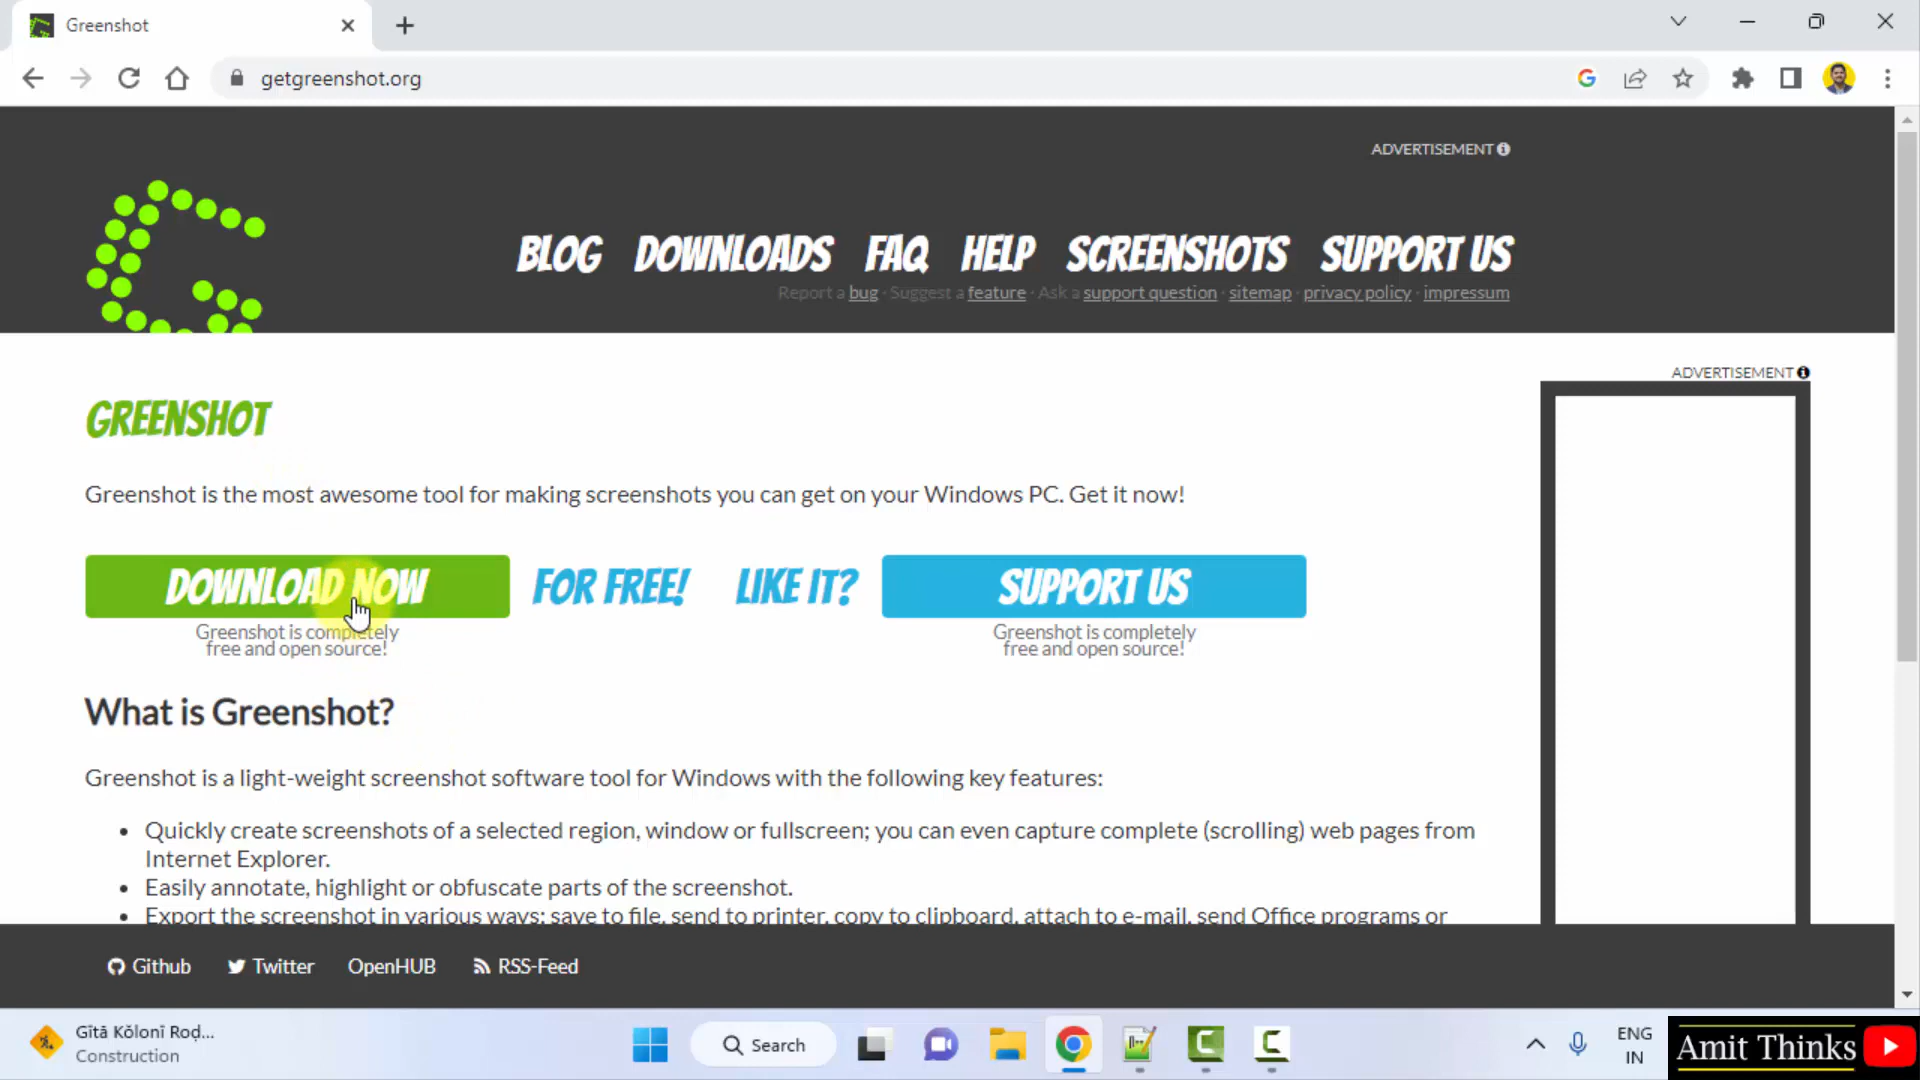 Greenshot
getgreenshot.org
ADVERTISEMENT
BLOG DOWNLOADS FAQ HELP SCREENSHOTS SUPPORT US
Report a bug · Suggest a feature · Ask a support question · sitemap · privacy policy · impressum
ADVERTISEMENT
GREENSHOT
Greenshot is the most awesome tool for making screenshots you can get on your Windows PC. Get it now!
DOWNLOAD NOW FOR FREE! LIKE IT? SUPPORT US
Greenshot is completely
free and open source!
Greenshot is completely
free and open source!
What is Greenshot?
Greenshot is a light-weight screenshot software tool for Windows with the following key features:
• Quickly create screenshots of a selected region, window or fullscreen; you can even capture complete (scrolling) web pages from
Internet Explorer.
• Easily annotate, highlight or obfuscate parts of the screenshot.
• Export the screenshot in various ways: save to file, send to printer, copy to clipboard, attach to e-mail, send Office programs or
Github Twitter OpenHUB RSS-Feed
Gītā Kŏlonī Roḍ...
Construction
Search
ENG
IN
Amit Thinks